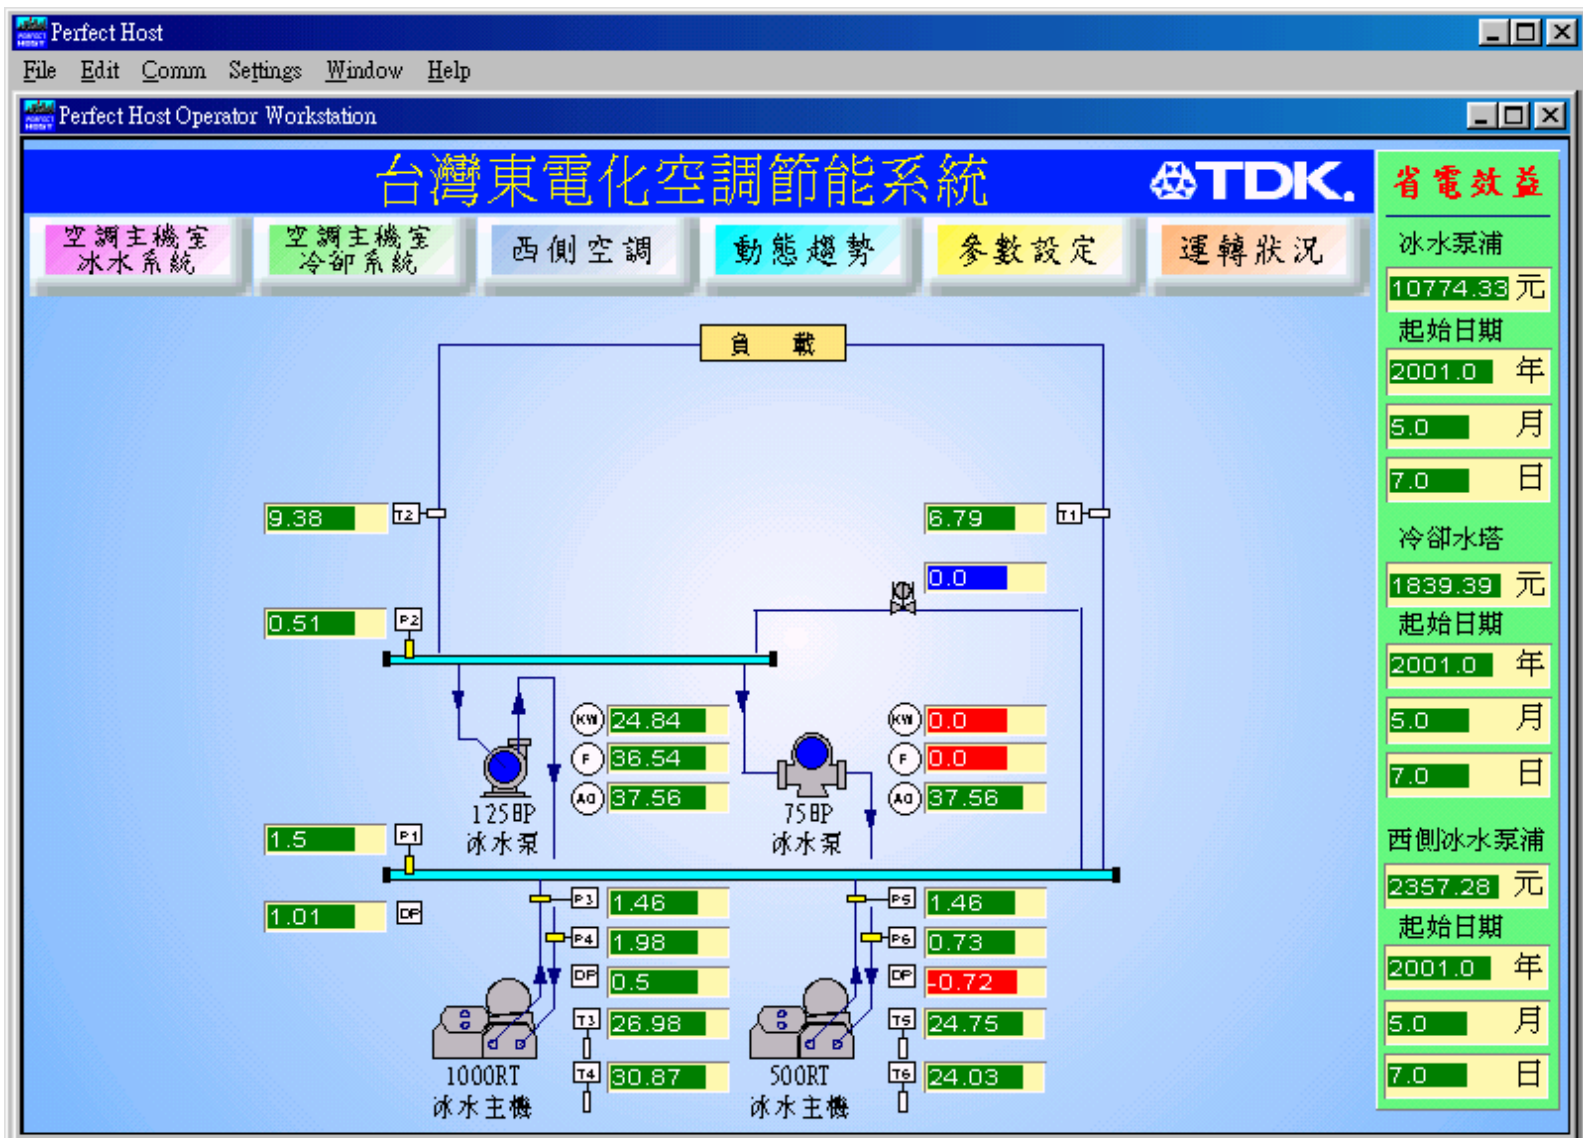 Perfect Host
File Edit Comm Settings Window Help
Perfect Host Operator Workstation
台灣東電化空調節能系統
TDK.
空調主機室
冰水系統
空調主機室
冷卻系統
西側空調
動態趨勢
參數設定
運轉狀況
負 載
9.38 T2
6.79 T1
0.0
0.51 P2
KW 24.84
F 36.54
AO 37.56
125HP
冰水泵
KW 0.0
F 0.0
AO 37.56
75HP
冰水泵
1.5 P1
1.01 DP
P3 1.46
P4 1.98
DP 0.5
T3 26.98
T4 30.87
1000RT
冰水主機
P5 1.46
P6 0.73
DP -0.72
T5 24.75
T6 24.03
500RT
冰水主機
省電效益
冰水泵浦
10774.33 元
起始日期
2001.0 年
5.0 月
7.0 日
冷卻水塔
1839.39 元
起始日期
2001.0 年
5.0 月
7.0 日
西側冰水泵浦
2357.28 元
起始日期
2001.0 年
5.0 月
7.0 日